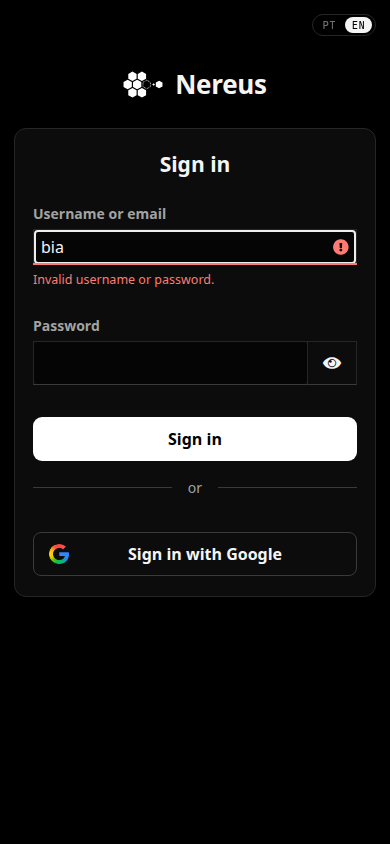 PT EN
Nereus
Sign in
Username or email
bia
Invalid username or password.
Password
Sign in
or
Sign in with Google